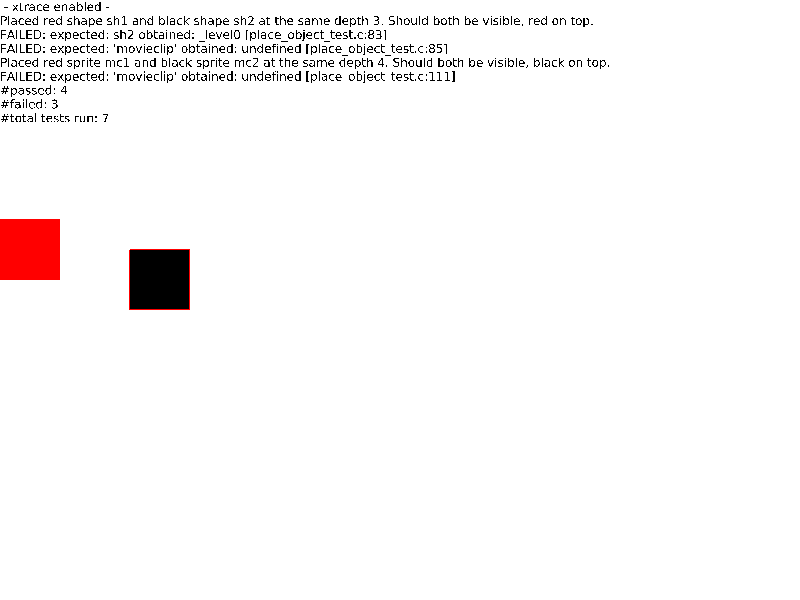 - xtrace enabled -
Placed red shape sh1 and black shape sh2 at the same depth 3. Should both be visible, red on top.
FAILED: expected: sh2 obtained: _level0 [place_object_test.c:83]
FAILED: expected: 'movieclip' obtained: undefined [place_object_test.c:85]
Placed red sprite mc1 and black sprite mc2 at the same depth 4. Should both be visible, black on top.
FAILED: expected: 'movieclip' obtained: undefined [place_object_test.c:111]
#passed: 4
#failed: 3
#total tests run: 7